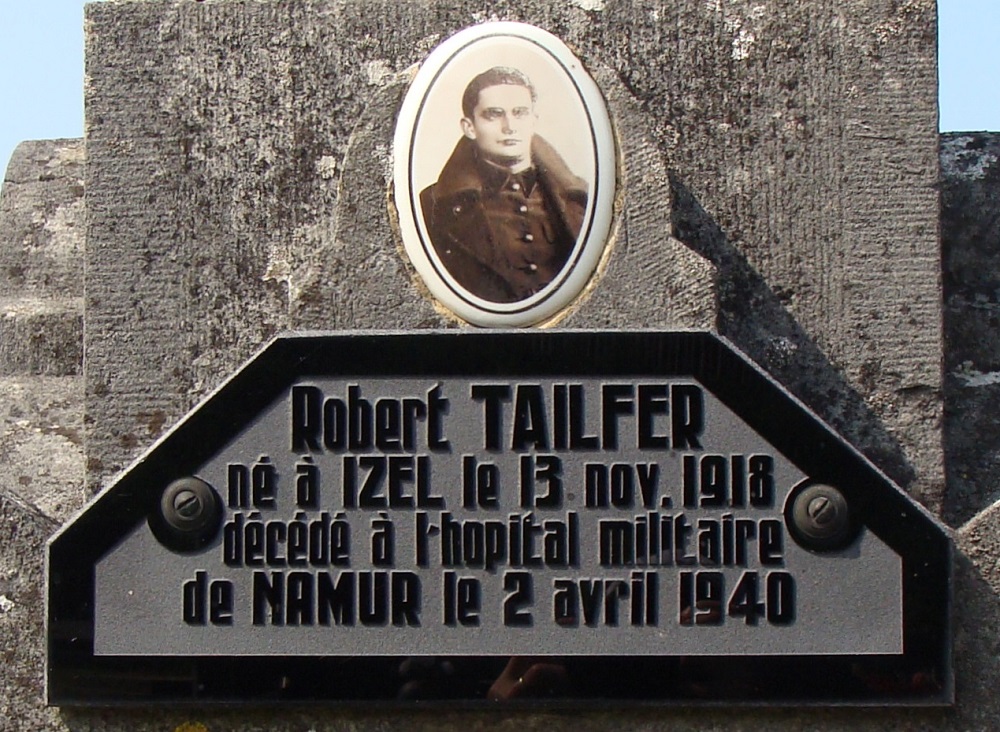 Robert TAILFER
né à IZEL le 13 nov. 1918
décédé à l'hopital militaire
de NAMUR le 2 avril 1940